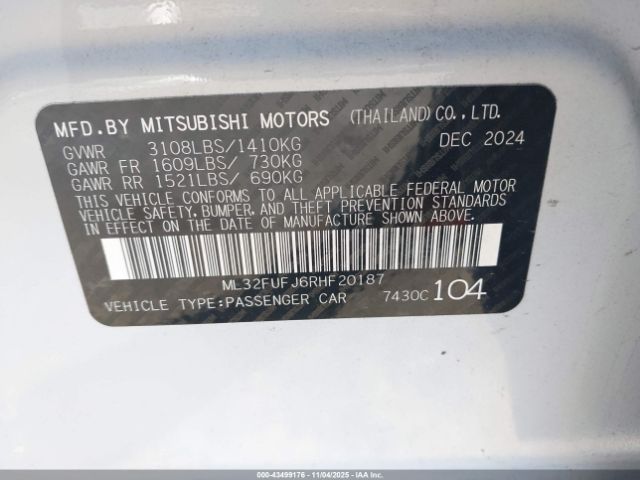 MFD.BY MITSUBISHI MOTORS (THAILAND)CO.,LTD.
GVWR 3108LBS/1410KG DEC 2024
GAWR FR 1609LBS/ 730KG
GAWR RR 1521LBS/ 690KG
THIS VEHICLE CONFORMS TO ALL APPLICABLE FEDERAL MOTOR
VEHICLE SAFETY, BUMPER, AND THEFT PREVENTION STANDARDS
IN EFFECT ON THE DATE OF MANUFACTURE SHOWN ABOVE.
ML32FUFJ6RHF20187
VEHICLE TYPE:PASSENGER CAR 7430C 104
000-43499176 - 11/04/2025 - IAA, Inc.